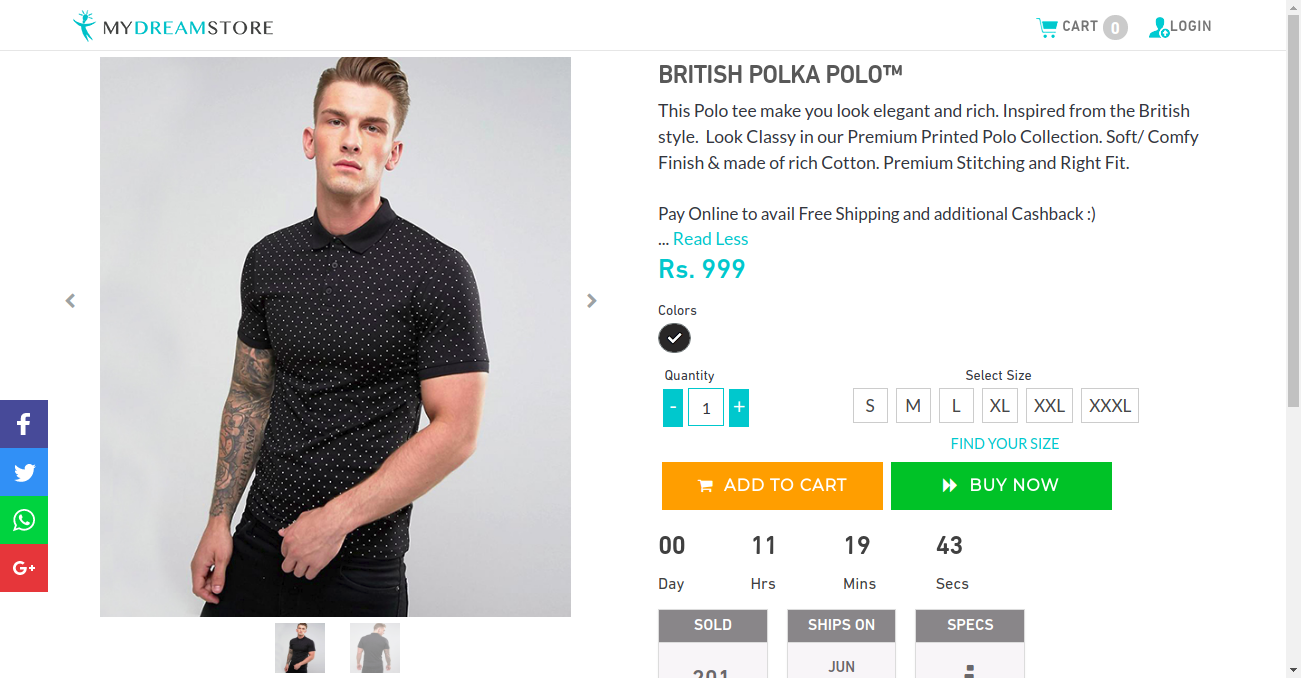 MYDREAMSTORE
CART 0
LOGIN
BRITISH POLKA POLO™
This Polo tee make you look elegant and rich. Inspired from the British
style.  Look Classy in our Premium Printed Polo Collection. Soft/ Comfy
Finish & made of rich Cotton. Premium Stitching and Right Fit.
Pay Online to avail Free Shipping and additional Cashback :)
... Read Less
Rs. 999
Colors
Quantity
Select Size
- 1 +
S M L XL XXL XXXL
FIND YOUR SIZE
ADD TO CART
BUY NOW
00 11 19 43
Day Hrs Mins Secs
SOLD SHIPS ON SPECS
JUN